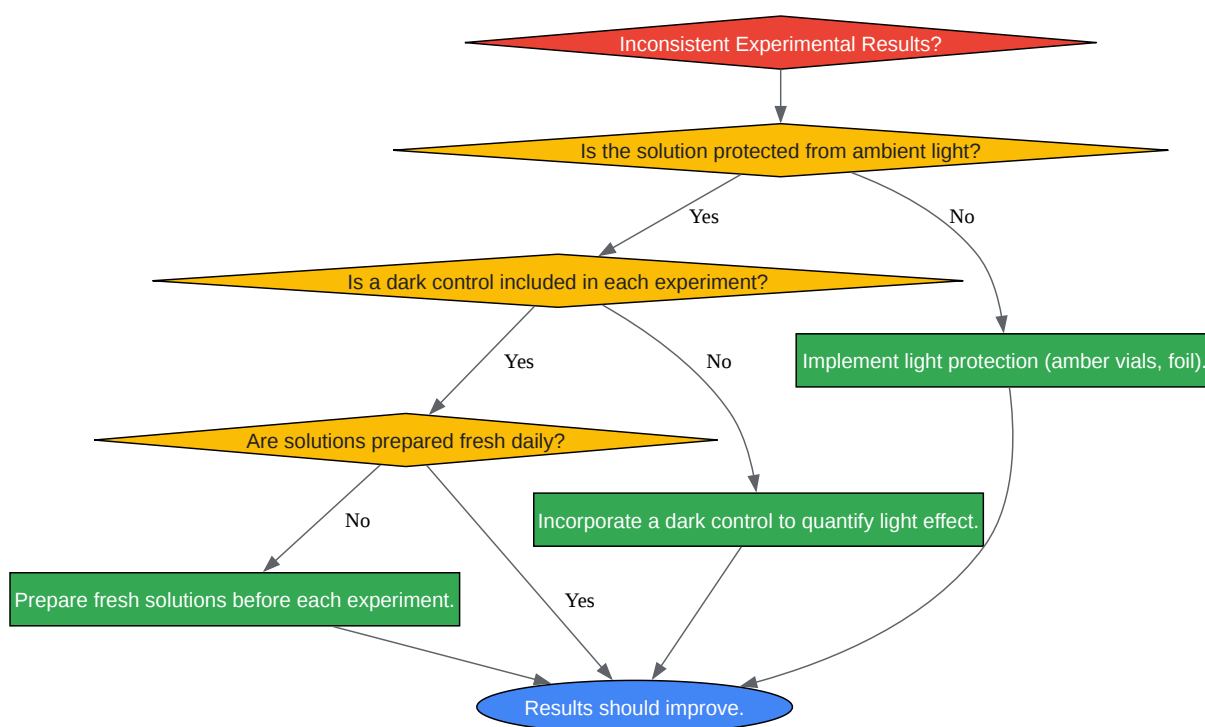 Inconsistent Experimental Results?
Is the solution protected from ambient light?
Yes
No
Is a dark control included in each experiment?
Yes
No
Implement light protection (amber vials, foil).
Are solutions prepared fresh daily?
No
Yes
Incorporate a dark control to quantify light effect.
Prepare fresh solutions before each experiment.
Results should improve.